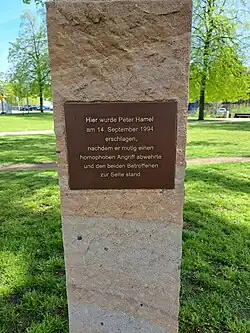 Hier wurde Peter Hamel
am 14. September 1994
erschlagen,
nachdem er mutig einen
homophoben Angriff abwehrte
und den beiden Betroffenen
zur Seite stand